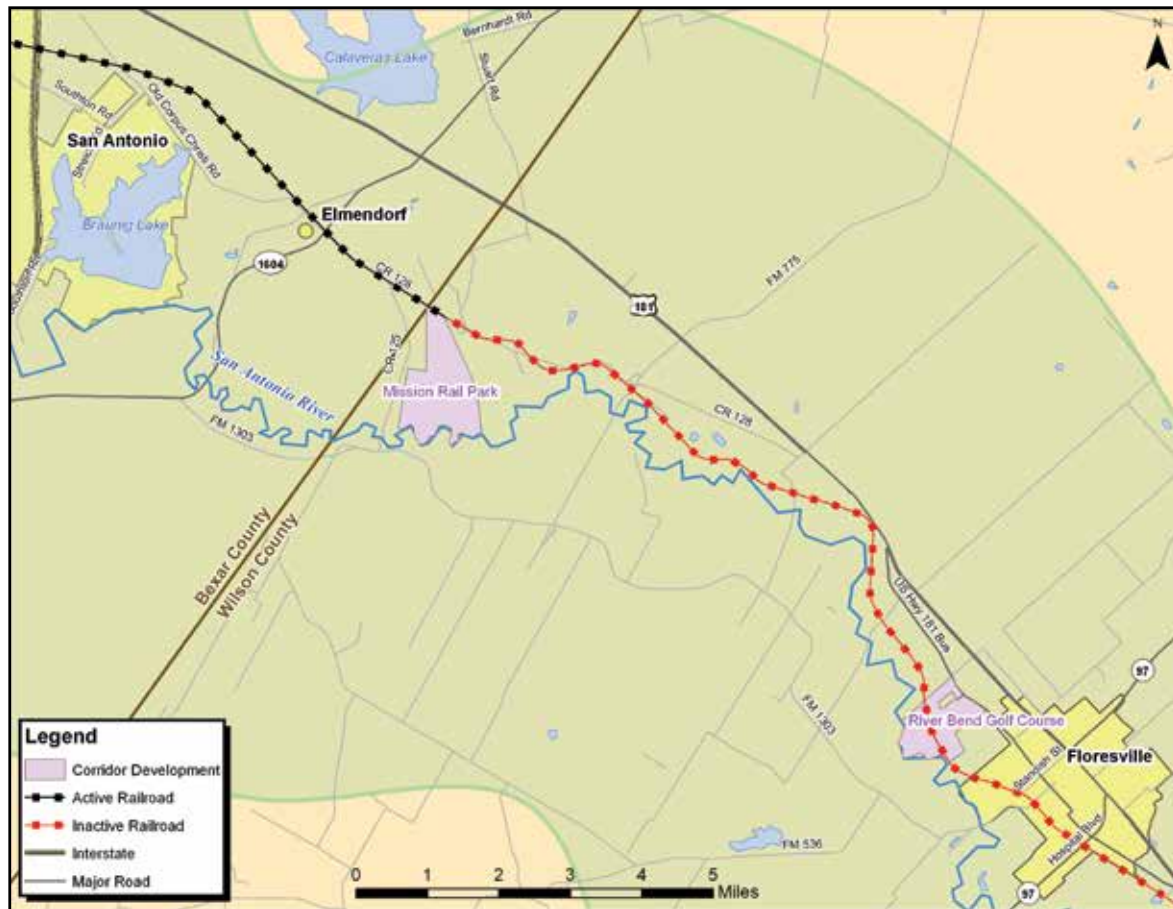 N
Bernhardt Rd
Calaveras Lake
Stuart Rd
Southton Rd
Old Corpus Christi Rd
San Antonio
Braunig Lake
Elmendorf
1604
CR 128
FM 775
181
CR 125
San Antonio River
Mission Rail Park
FM 1303
CR 128
Bexar County
Wilson County
US Hwy 181 Bus
97
FM 1303
River Bend Golf Course
Floresville
Standish St
Hospital Blvd
FM 536
97
Legend
Corridor Development
Active Railroad
Inactive Railroad
Interstate
Major Road
0 1 2 3 4 5
Miles